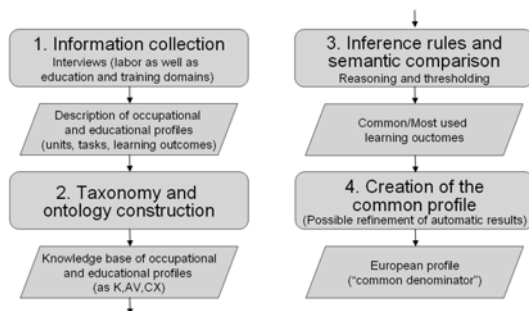 1. Information collection
Interviews (labor as well as
education and training domains)
Description of occupational
and educational profiles
(units, tasks, learning outcomes)
2. Taxonomy and
ontology construction
Knowledge base of occupational
and educational profiles
(as K,AV,CX)
3. Inference rules and
semantic comparison
Reasoning and thresholding
Common/Most used
learning ouctomes
4. Creation of the
common profile
(Possible refinement of automatic results)
European profile
(“common denominator”)